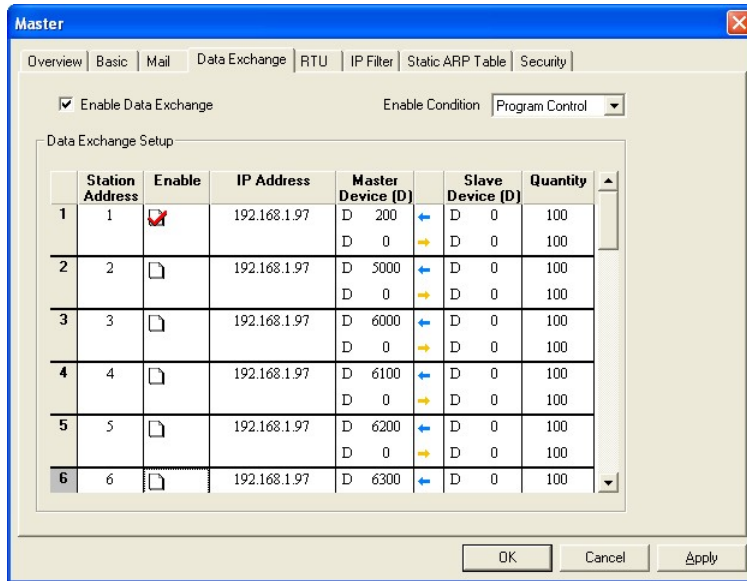 Master
Overview Basic Mail Data Exchange RTU IP Filter Static ARP Table Security
Enable Data Exchange Enable Condition Program Control
Data Exchange Setup
Station Address Enable IP Address Master Device (D) Slave Device (D) Quantity
1 1 192.168.1.97 D 200 D 0 100
D 0 D 0 100
2 2 192.168.1.97 D 5000 D 0 100
D 0 D 0 100
3 3 192.168.1.97 D 6000 D 0 100
D 0 D 0 100
4 4 192.168.1.97 D 6100 D 0 100
D 0 D 0 100
5 5 192.168.1.97 D 6200 D 0 100
D 0 D 0 100
6 6 192.168.1.97 D 6300 D 0 100
OK Cancel Apply